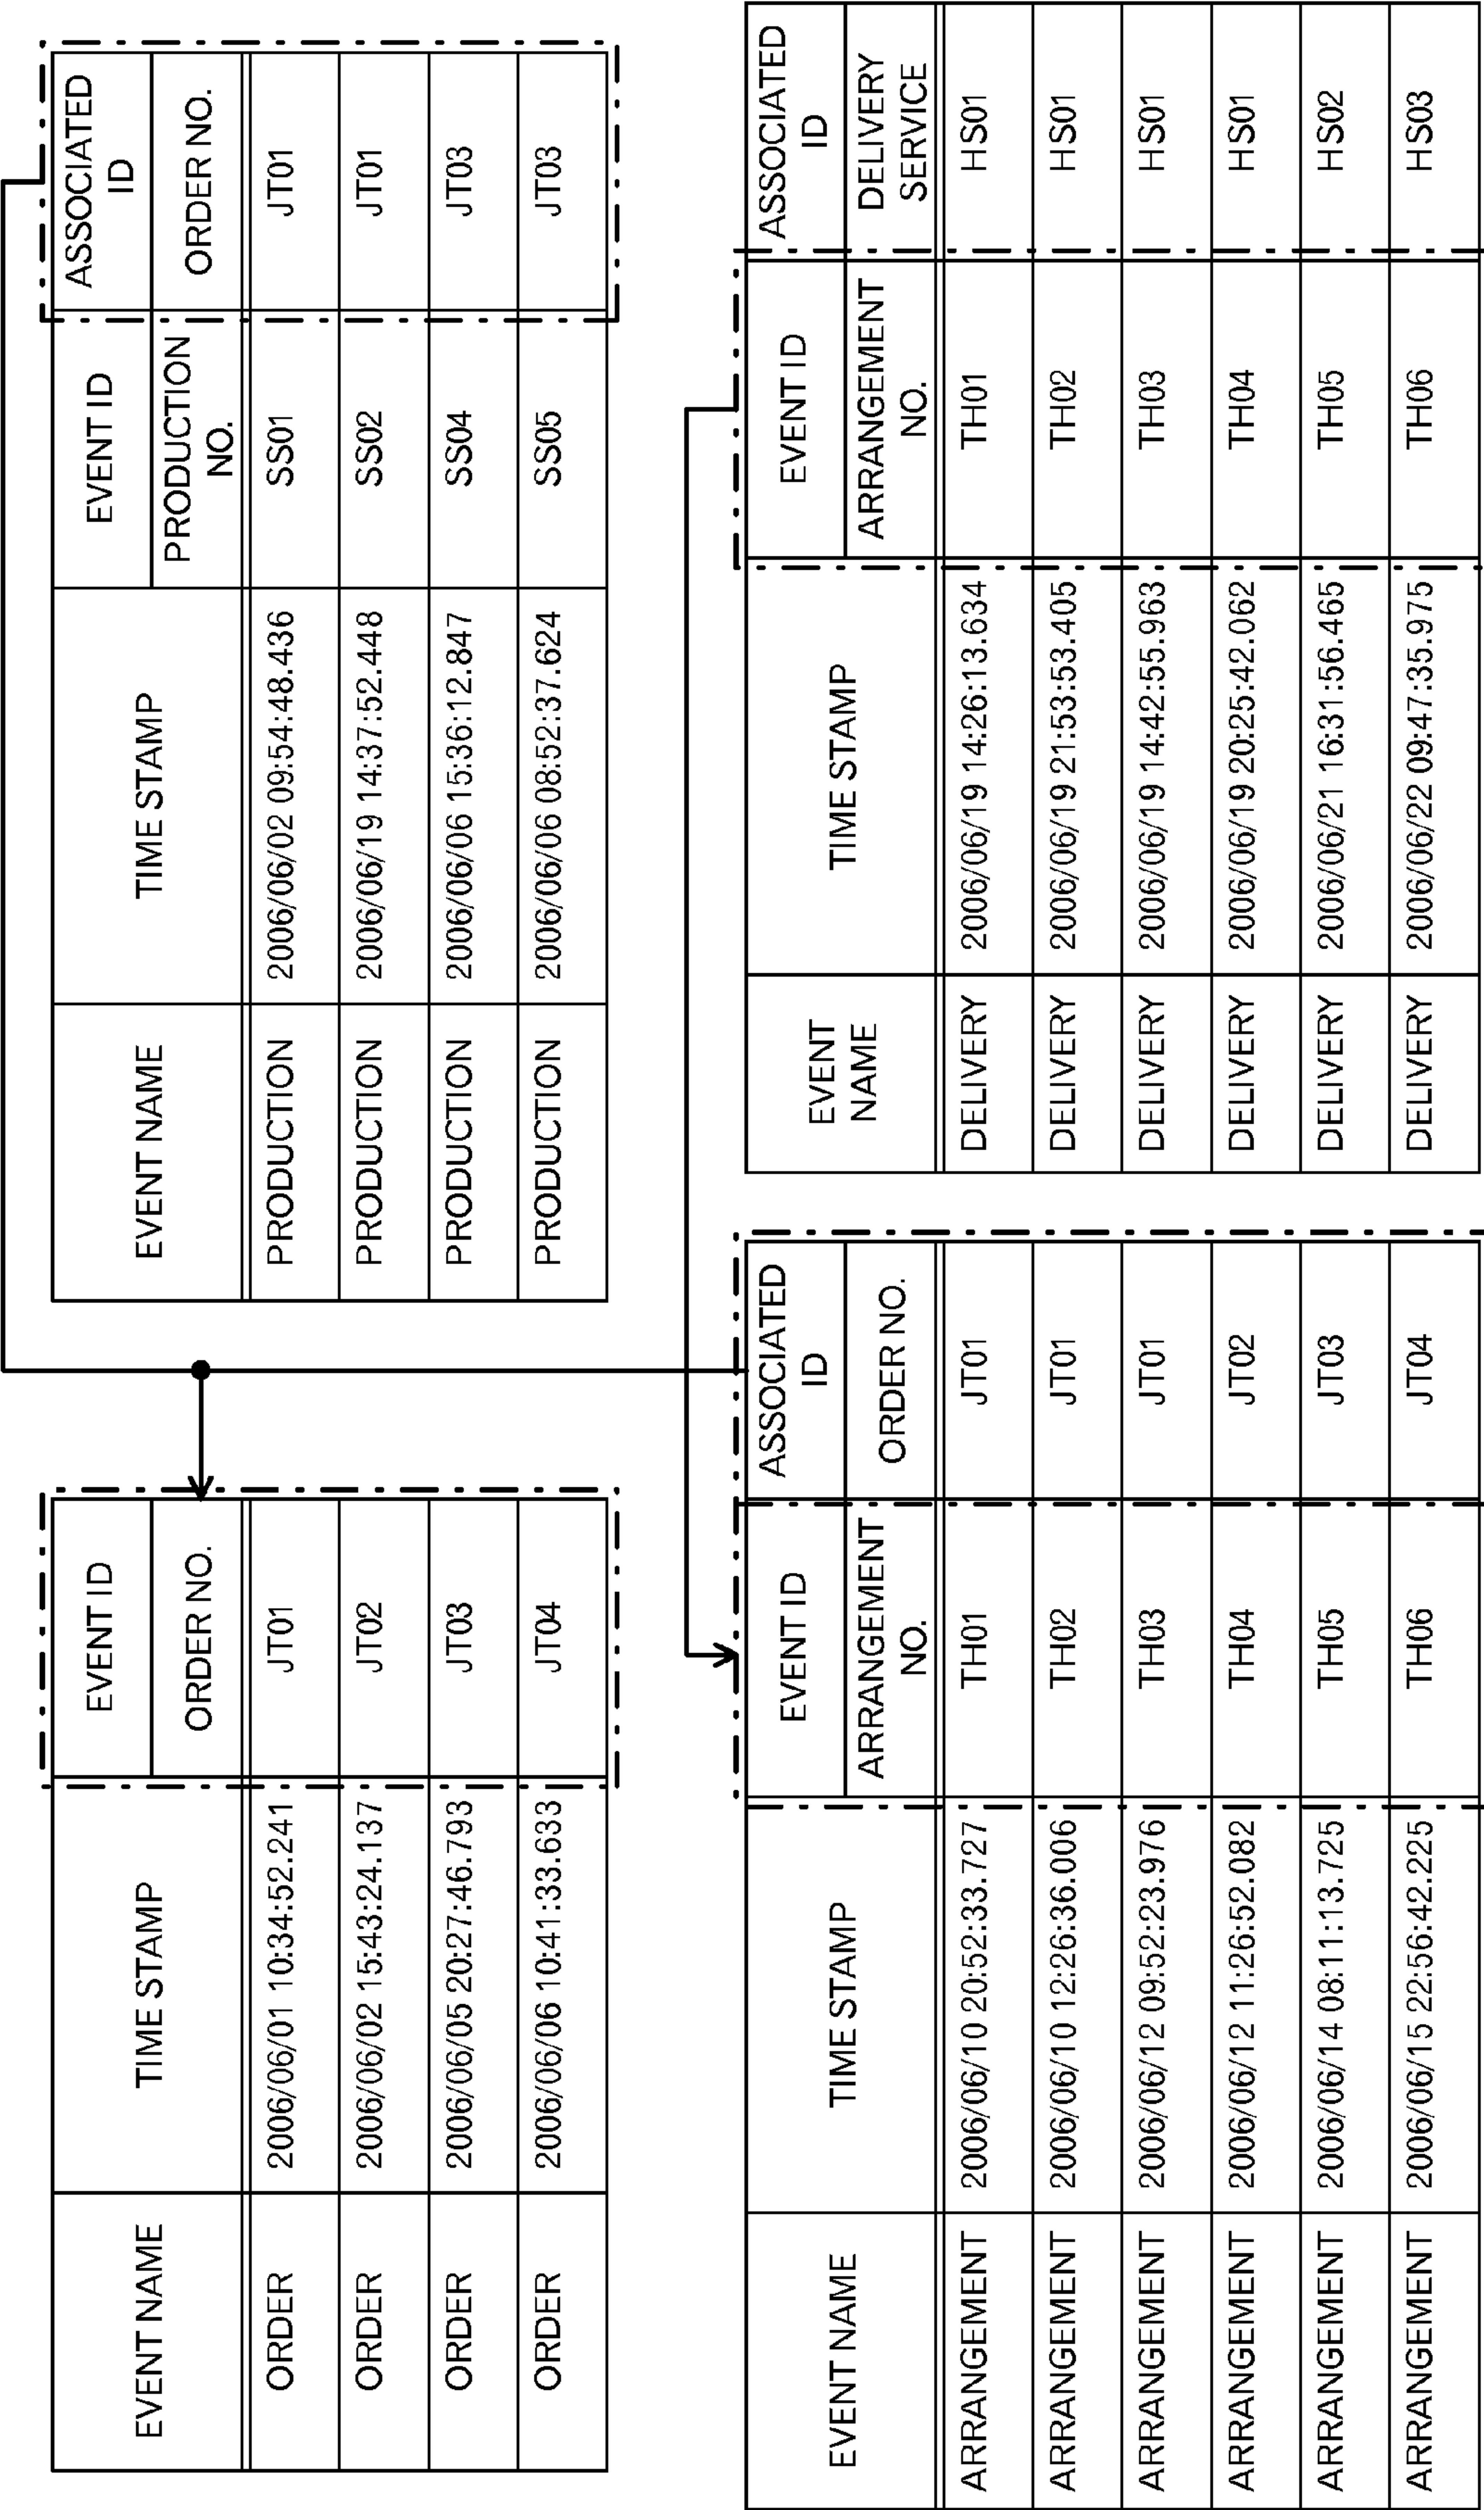 EVENT NAME TIME STAMP EVENT ID
ORDER NO.
ORDER 2006/06/01 10:34:52.241 JT01
ORDER 2006/06/02 15:43:24.137 JT02
ORDER 2006/06/05 20:27:46.793 JT03
ORDER 2006/06/06 10:41:33.633 JT04
EVENT NAME TIME STAMP EVENT ID ASSOCIATED
ID
PRODUCTION
NO. ORDER NO.
PRODUCTION 2006/06/02 09:54:48.436 SS01 JT01
PRODUCTION 2006/06/19 14:37:52.448 SS02 JT01
PRODUCTION 2006/06/06 15:36:12.847 SS04 JT03
PRODUCTION 2006/06/06 08:52:37.624 SS05 JT03
EVENT NAME TIME STAMP EVENT ID ASSOCIATED
ID
ARRANGEMENT
NO. ORDER NO.
ARRANGEMENT 2006/06/10 20:52:33.727 TH01 JT01
ARRANGEMENT 2006/06/10 12:26:36.006 TH02 JT01
ARRANGEMENT 2006/06/12 09:52:23.976 TH03 JT01
ARRANGEMENT 2006/06/12 11:26:52.082 TH04 JT02
ARRANGEMENT 2006/06/14 08:11:13.725 TH05 JT03
ARRANGEMENT 2006/06/15 22:56:42.225 TH06 JT04
EVENT
NAME TIME STAMP EVENT ID ASSOCIATED
ID
ARRANGEMENT
NO. DELIVERY
SERVICE
DELIVERY 2006/06/19 14:26:13.634 TH01 HS01
DELIVERY 2006/06/19 21:53:53.405 TH02 HS01
DELIVERY 2006/06/19 14:42:55.963 TH03 HS01
DELIVERY 2006/06/19 20:25:42.062 TH04 HS01
DELIVERY 2006/06/21 16:31:56.465 TH05 HS02
DELIVERY 2006/06/22 09:47:35.975 TH06 HS03